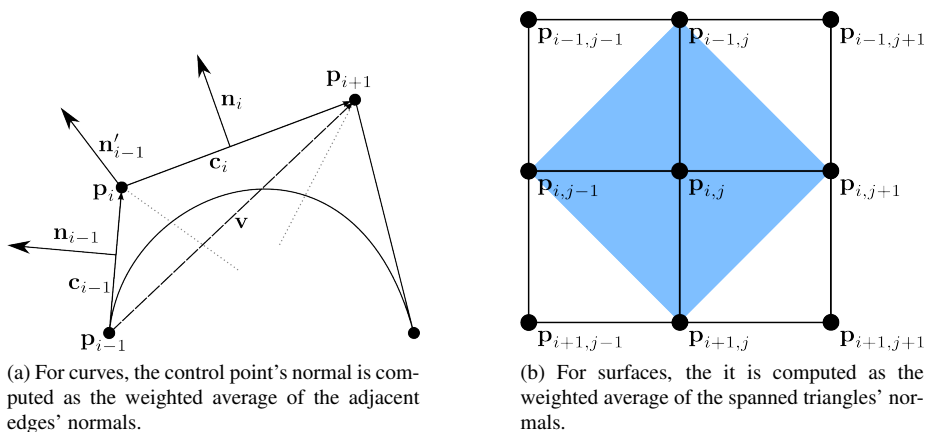 p_{i+1}
n_i
n'_{i-1}
c_i
p_i
v
n_{i-1}
c_{i-1}
p_{i-1}
(a) For curves, the control point's normal is com-
puted as the weighted average of the adjacent
edges' normals.
p_{i-1,j-1} p_{i-1,j} p_{i-1,j+1}
p_{i,j-1} p_{i,j} p_{i,j+1}
p_{i+1,j-1} p_{i+1,j} p_{i+1,j+1}
(b) For surfaces, the it is computed as the
weighted average of the spanned triangles' nor-
mals.